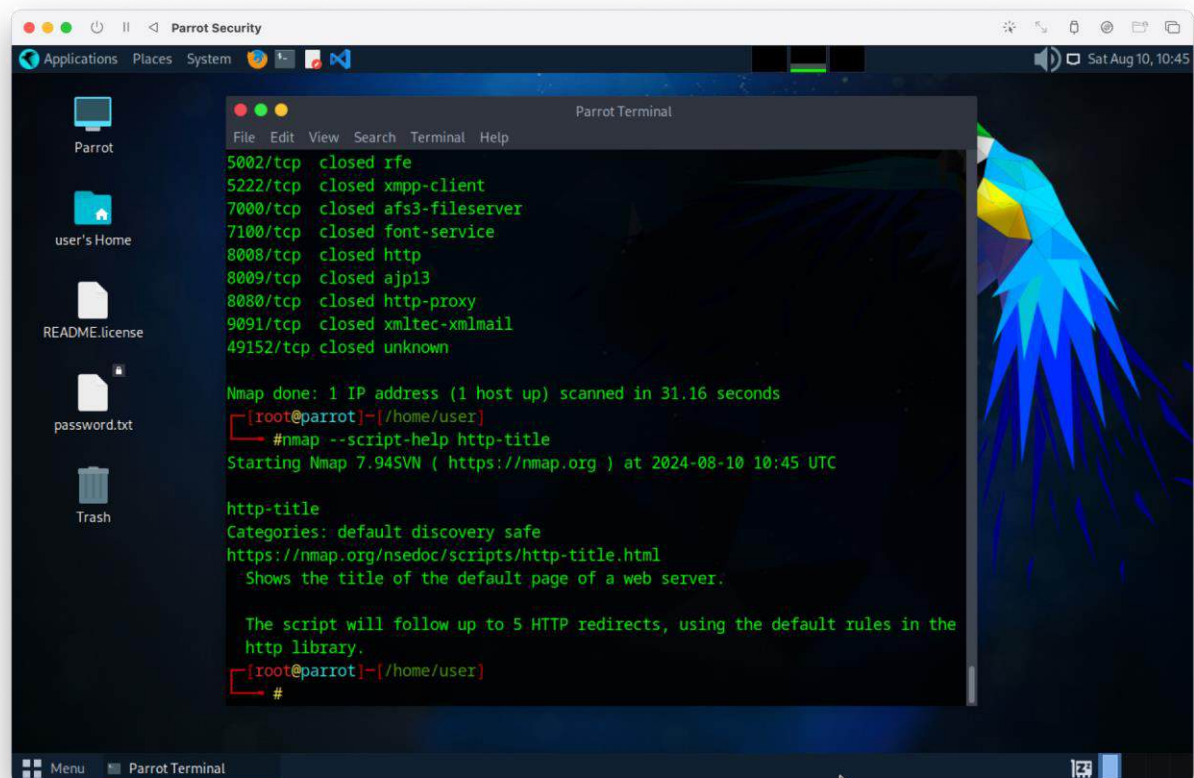 Parrot Security
Applications Places System
Sat Aug 10, 10:45
Parrot
user's Home
README.license
password.txt
Trash
Parrot Terminal
File Edit View Search Terminal Help
5002/tcp closed rfe
5222/tcp closed xmpp-client
7000/tcp closed afs3-fileserver
7100/tcp closed font-service
8008/tcp closed http
8009/tcp closed ajp13
8080/tcp closed http-proxy
9091/tcp closed xmltec-xmlmail
49152/tcp closed unknown
Nmap done: 1 IP address (1 host up) scanned in 31.16 seconds
[root@parrot]-[/home/user]
#nmap --script-help http-title
Starting Nmap 7.94SVN ( https://nmap.org ) at 2024-08-10 10:45 UTC
http-title
Categories: default discovery safe
https://nmap.org/nsedoc/scripts/http-title.html
Shows the title of the default page of a web server.
The script will follow up to 5 HTTP redirects, using the default rules in the
http library.
[root@parrot]-[/home/user]
#
Menu Parrot Terminal